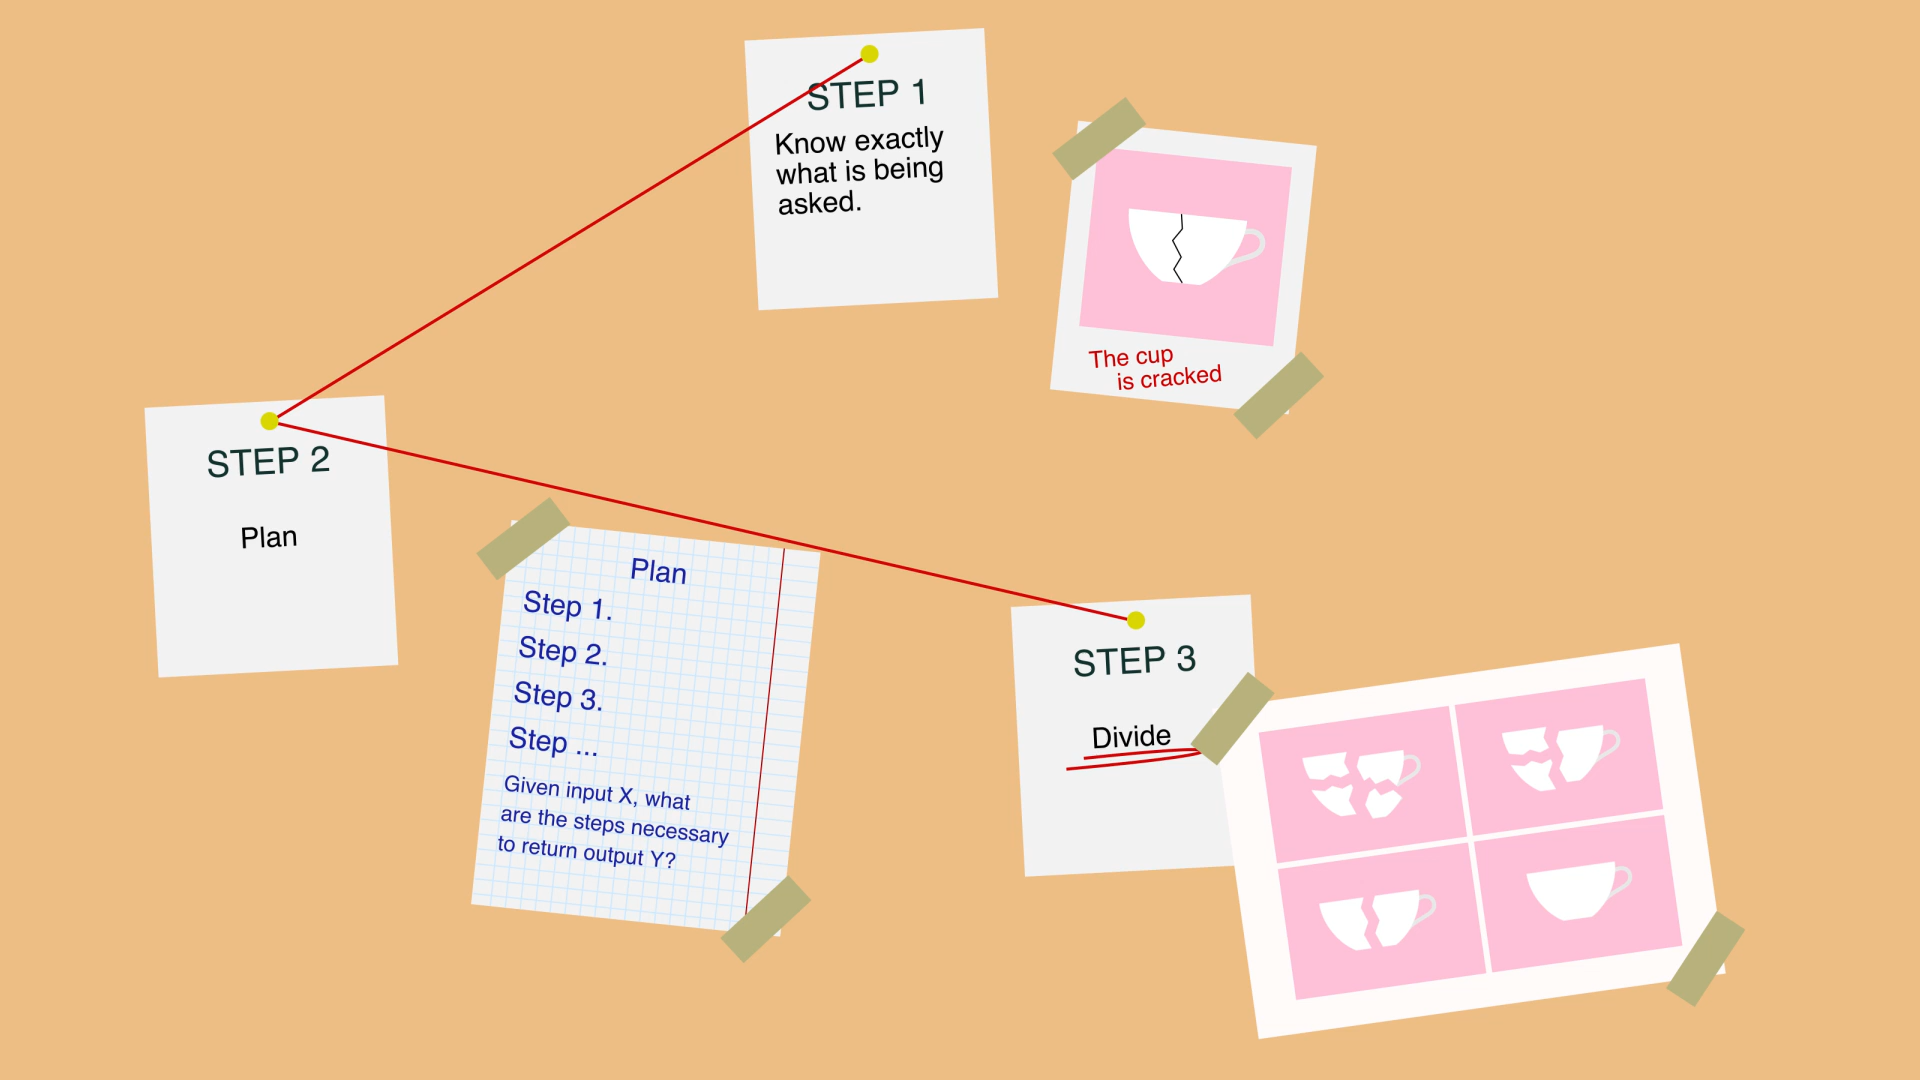 STEP 1
Know exactly
what is being
asked.
The cup
is cracked
STEP 2
Plan
Plan
Step 1.
Step 2.
Step 3.
Step ...
Given input X, what
are the steps necessary
to return output Y?
STEP 3
Divide